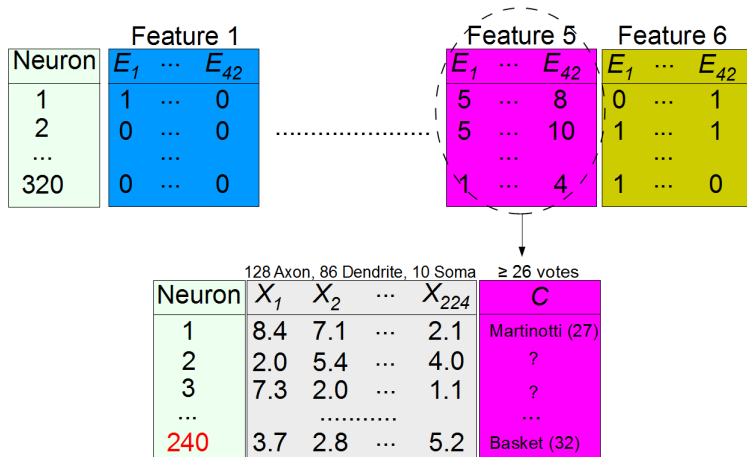 Feature 1 Feature 5 Feature 6
Neuron E1 ... E42 E1 ... E42 E1 ... E42
1 1 ... 0 5 ... 8 0 ... 1
2 0 ... 0 .................... 5 ... 10 1 ... 1
... ... ... ...
320 0 ... 0 1 ... 4 1 ... 0
128 Axon, 86 Dendrite, 10 Soma ≥ 26 votes
Neuron X1 X2 ... X224 C
1 8.4 7.1 ... 2.1 Martinotti (27)
2 2.0 5.4 ... 4.0 ?
3 7.3 2.0 ... 1.1 ?
... ........... ...
240 3.7 2.8 ... 5.2 Basket (32)